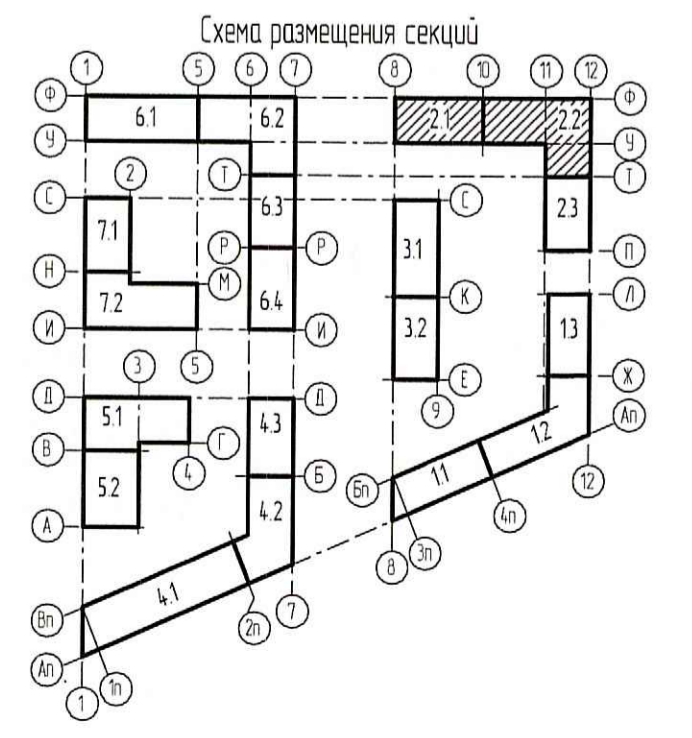 Схема размещения секций
1 5 6 7 8 10 11 12
Ф 6.1 6.2 2.1 2.2 Ф
У У
2 Т Т
С С
7.1 6.3 3.1 2.3
Р Р П
Н М К Л
7.2 6.4 3.2 1.3
И И
3 5 Е Ж
Д Д 9
5.1 4.3 Ап
В Г 1.2
4 Б Бп 1.1
5.2 4.2 4п 12
А 3п
8
4.1 7
Вп 2п
Ап 1п
1